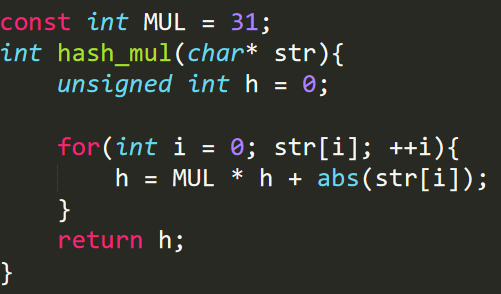 const int MUL = 31;
int hash_mul(char* str){
    unsigned int h = 0;

    for(int i = 0; str[i]; ++i){
        h = MUL * h + abs(str[i]);
    }
    return h;
}